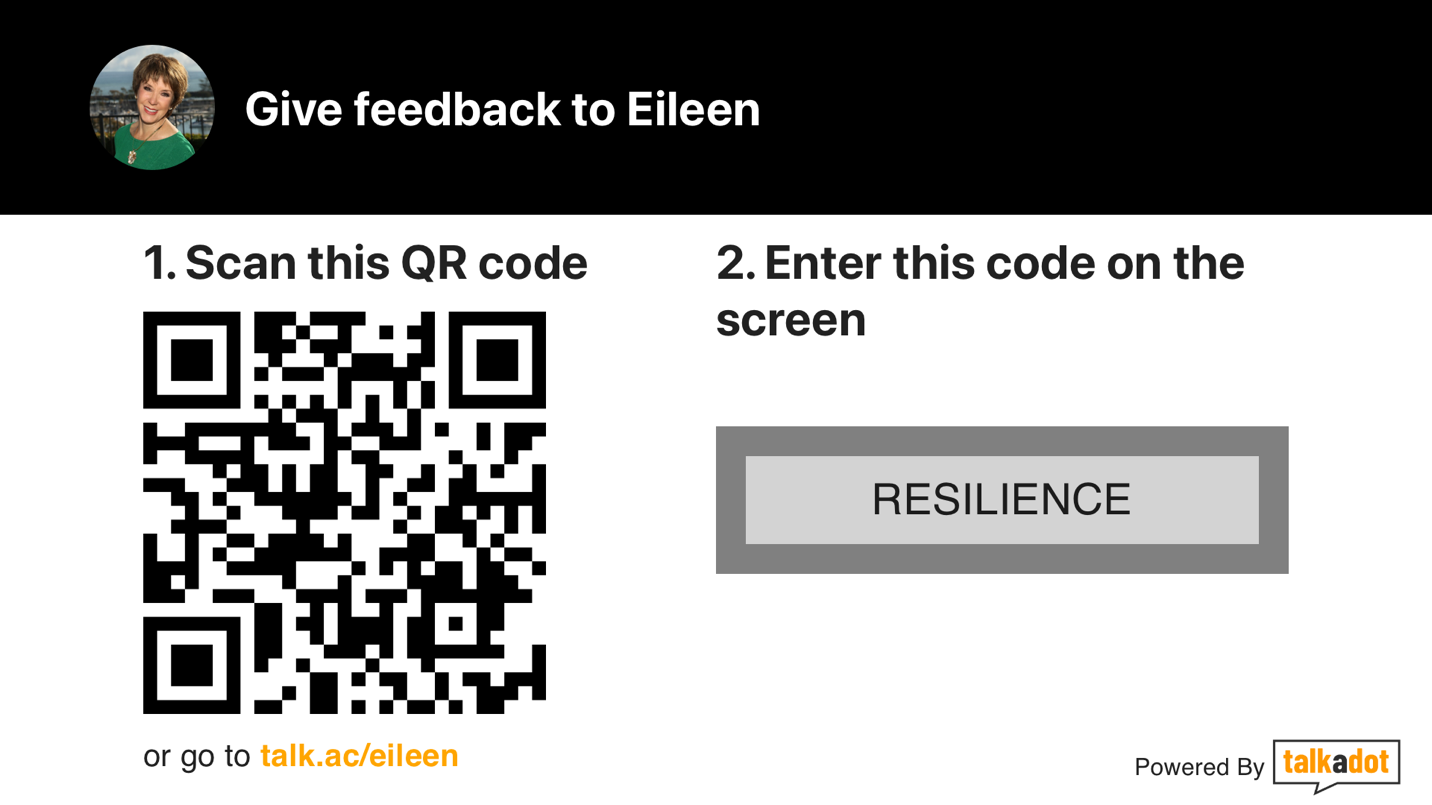 Give feedback to Eileen
1. Scan this QR code
or go to talk.ac/eileen
2. Enter this code on the
screen
RESILIENCE
Powered By talkadot